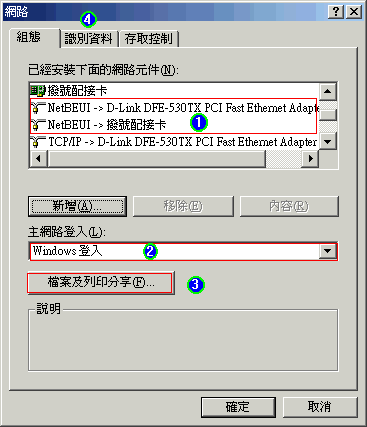 網路
4
組態 識別資料 存取控制
已經安裝下面的網路元件(N):
撥號配接卡
NetBEUI -> D-Link DFE-530TX PCI Fast Ethernet Adapte
NetBEUI -> 撥號配接卡
1
TCP/IP -> D-Link DFE-530TX PCI Fast Ethernet Adapter
新增(A)... 移除(E) 內容(R)
主網路登入(L):
Windows 登入 2
檔案及列印分享(F)... 3
說明
確定 取消